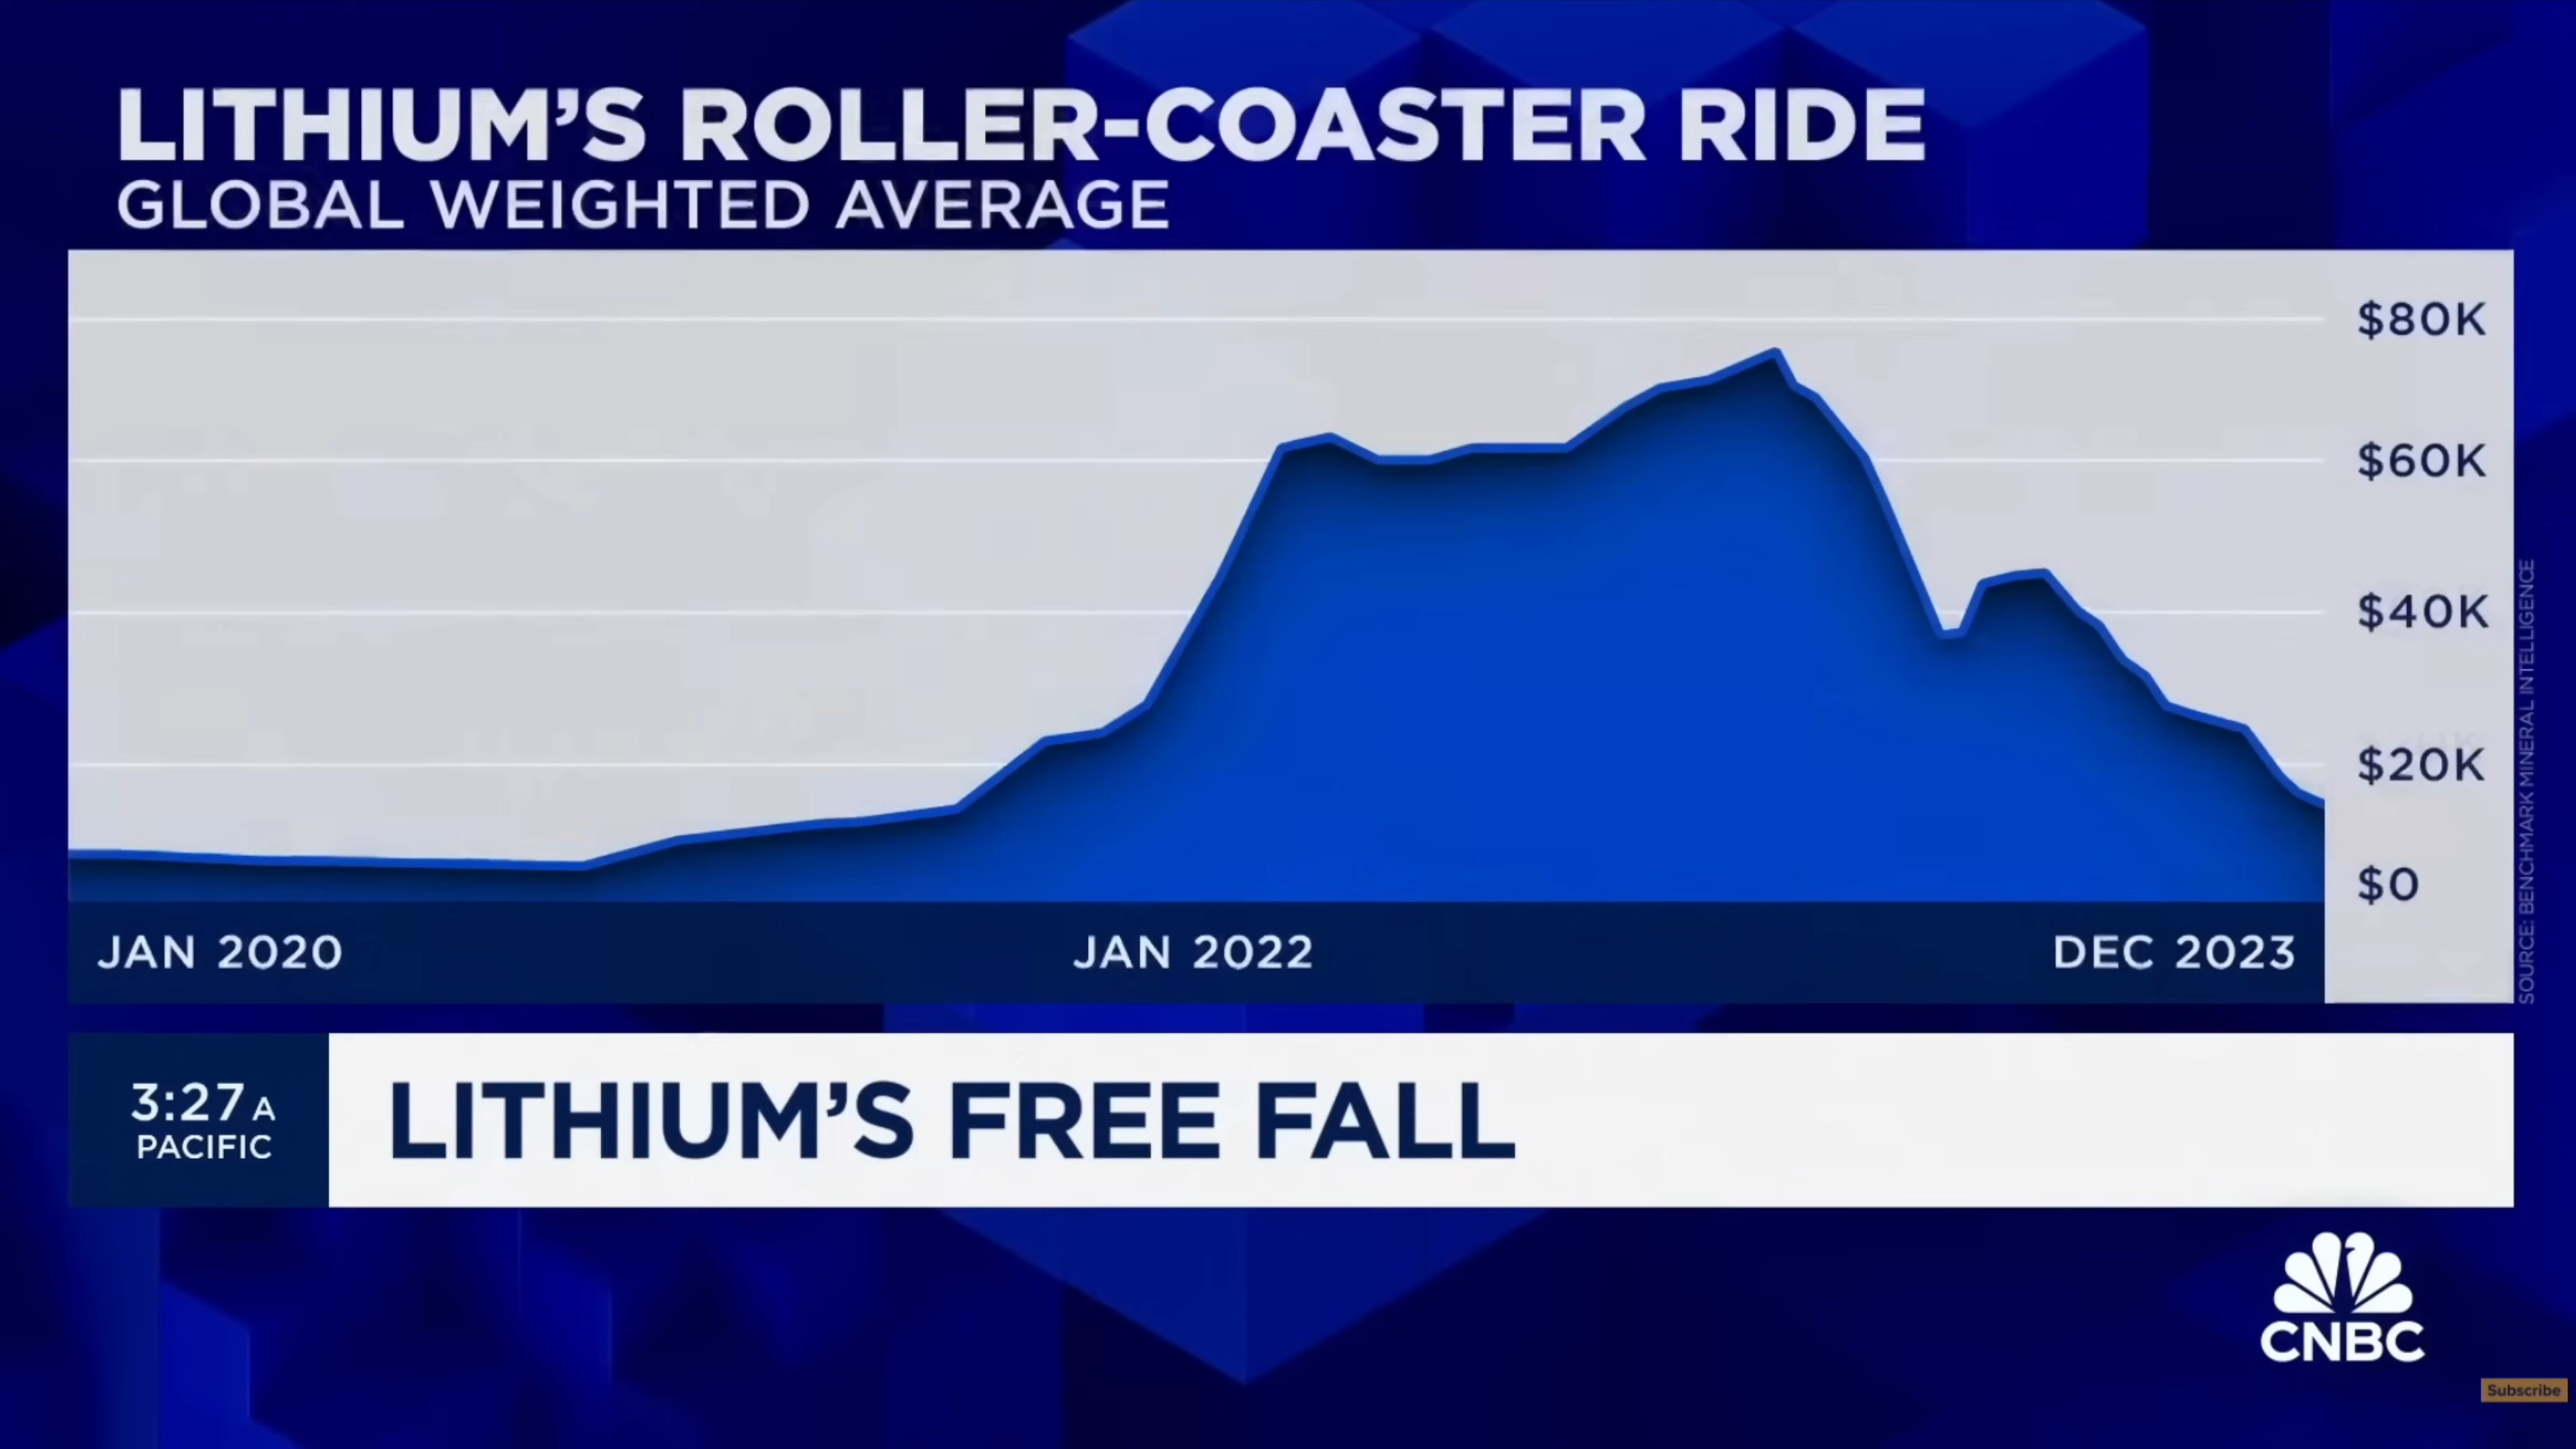 LITHIUM’S ROLLER-COASTER RIDE
GLOBAL WEIGHTED AVERAGE
$80K
$60K
$40K
$20K
$0
JAN 2020 JAN 2022 DEC 2023
SOURCE: BENCHMARK MINERAL INTELLIGENCE
3:27A
PACIFIC
LITHIUM’S FREE FALL
CNBC
Subscribe